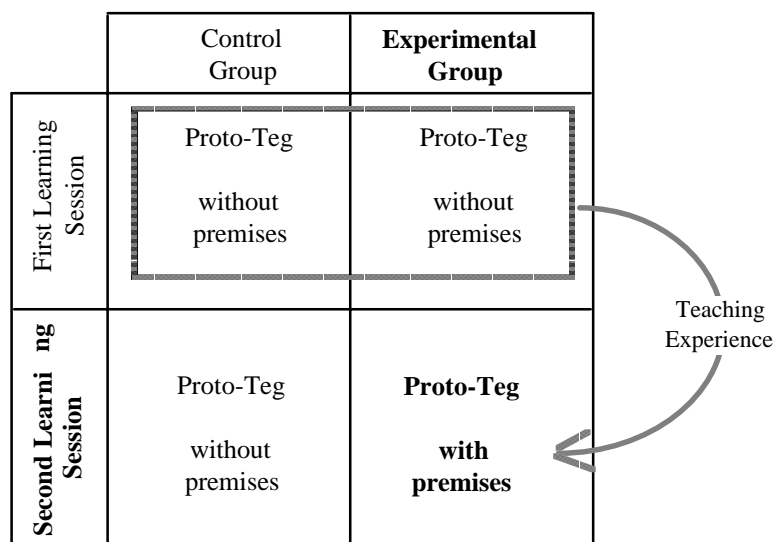 Control
Group
Experimental
Group
First Learning
Session
Proto-Teg
without
premises
Proto-Teg
without
premises
Teaching
Experience
Second Learni ng
Session
Proto-Teg
without
premises
Proto-Teg
with
premises